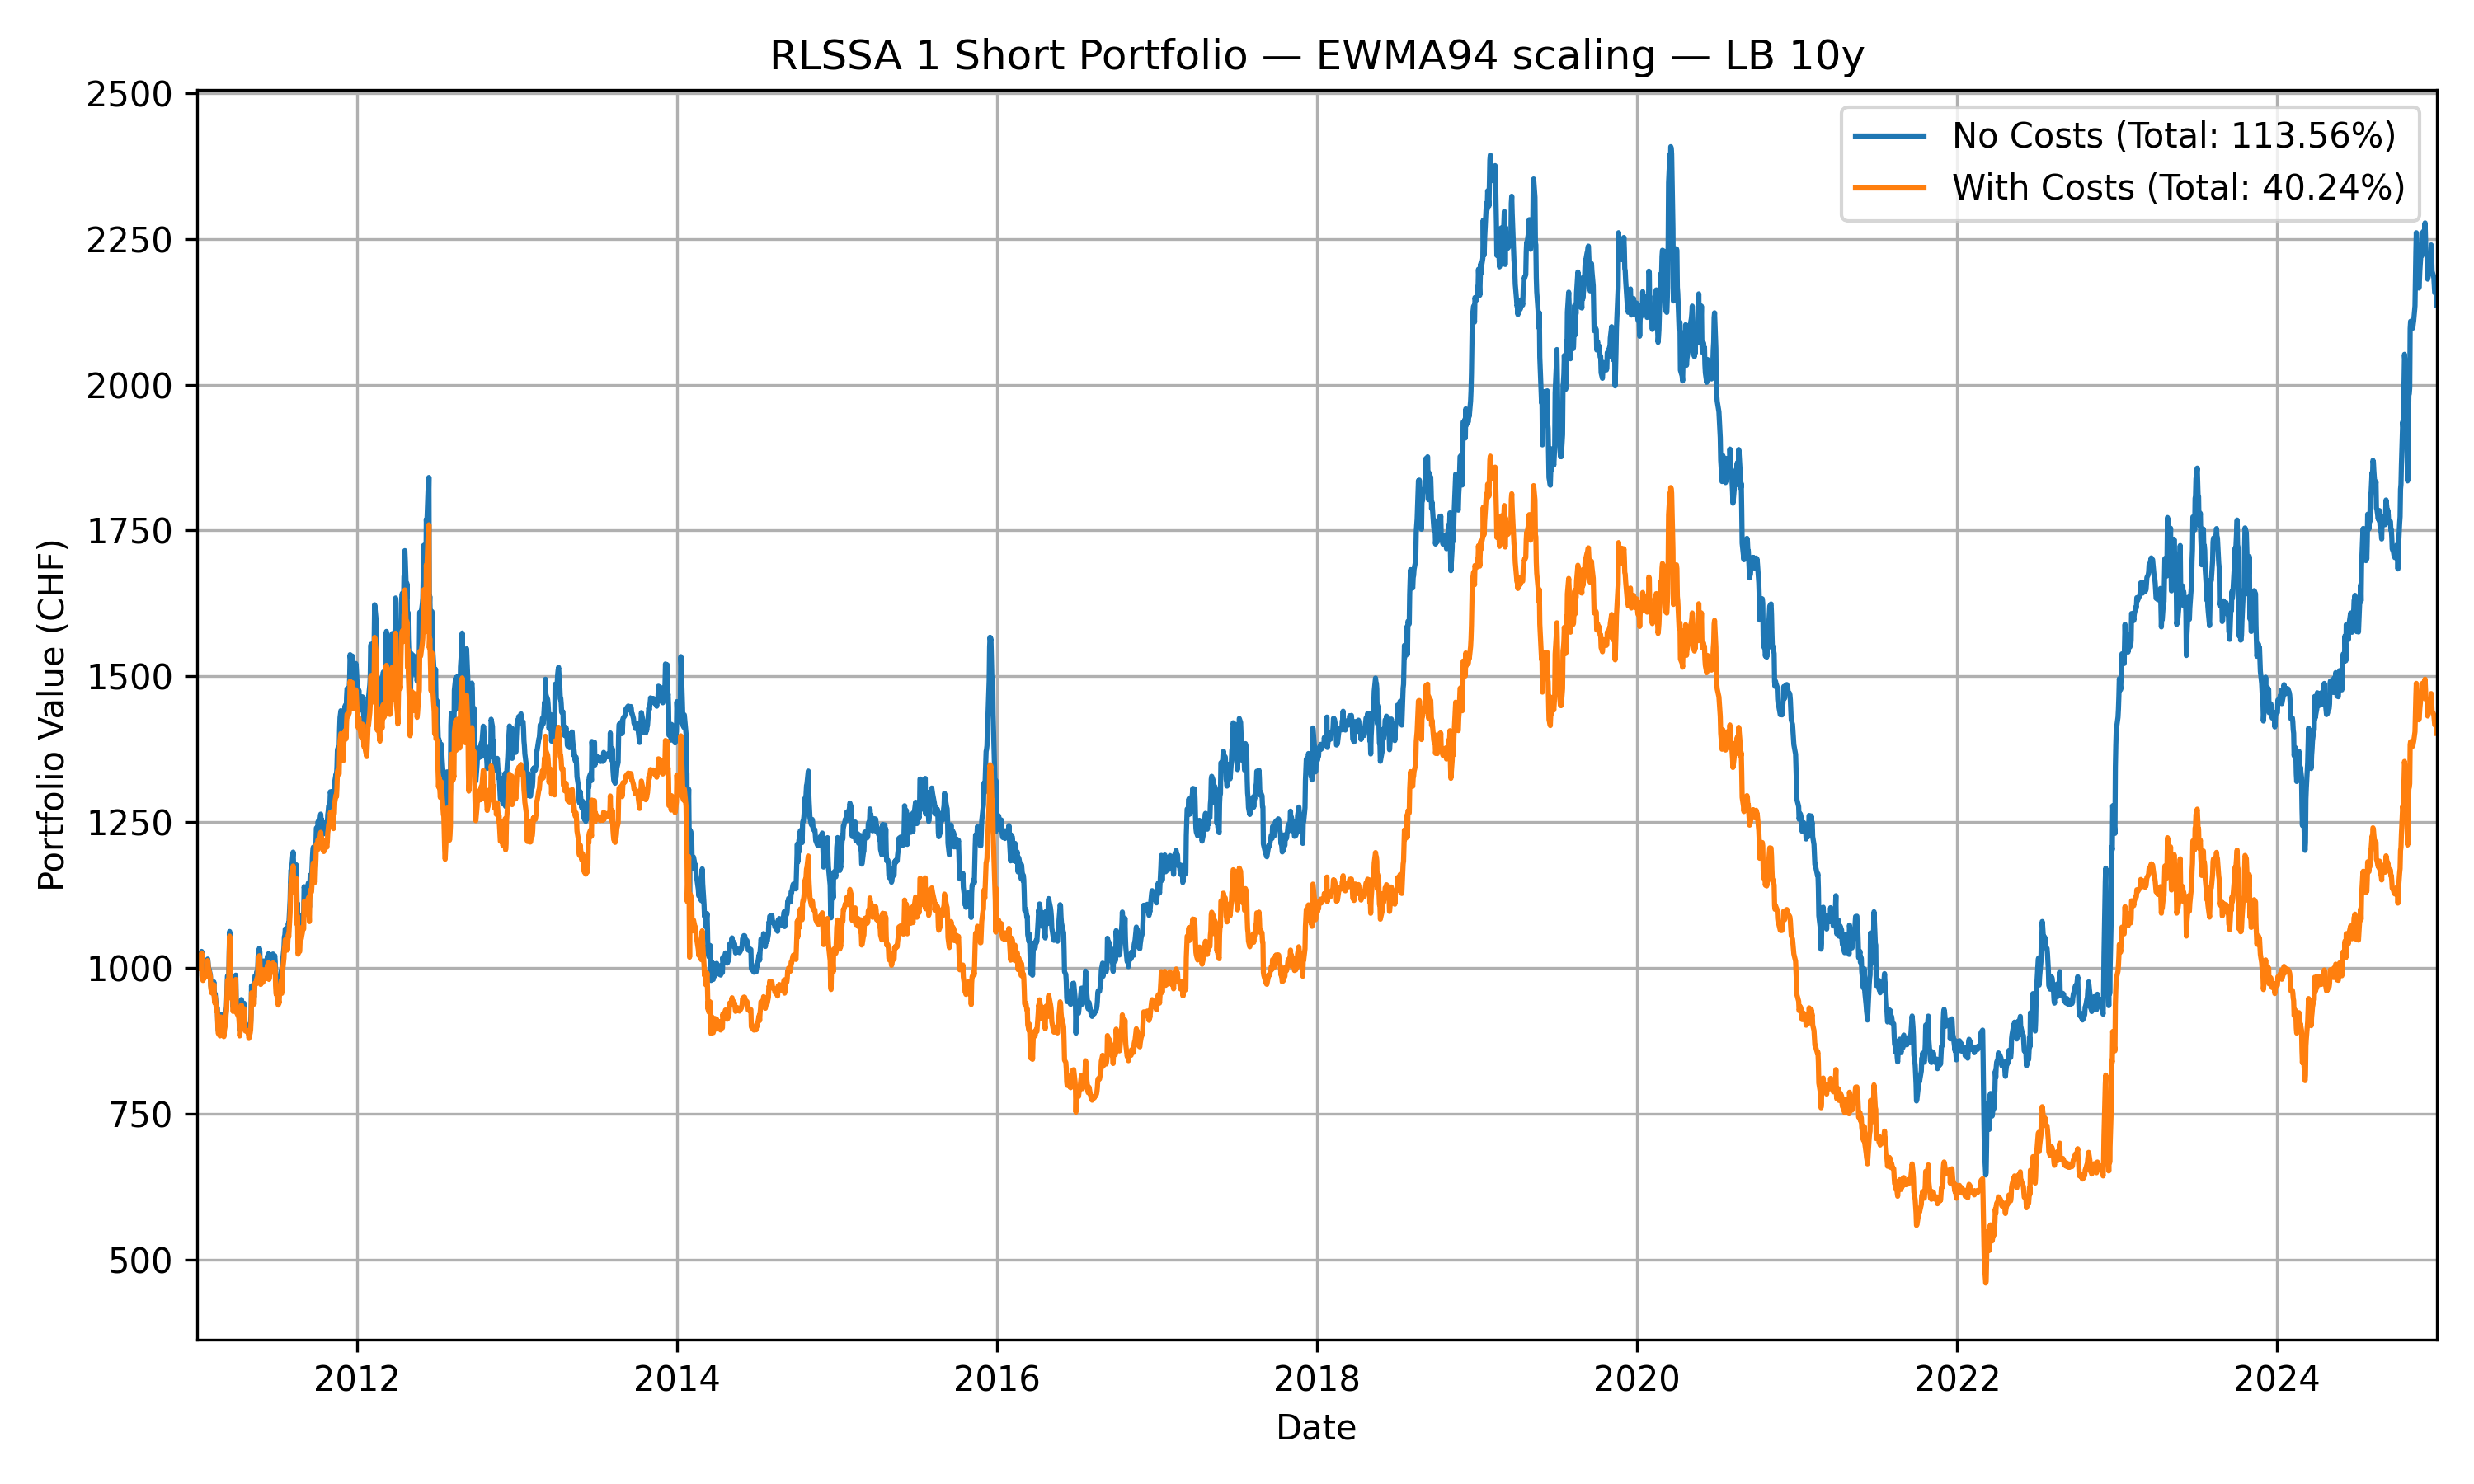 RLSSA 1 Short Portfolio — EWMA94 scaling — LB 10y
No Costs (Total: 113.56%)
With Costs (Total: 40.24%)
Portfolio Value (CHF)
2500
2250
2000
1750
1500
1250
1000
750
500
2012 2014 2016 2018 2020 2022 2024
Date